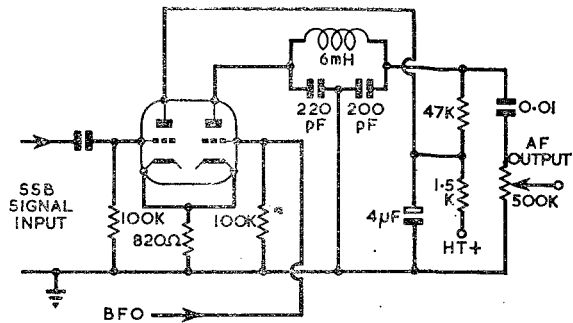 6mH
220
pF
200
pF
47K
0·01
AF
OUTPUT
SSB
SIGNAL
INPUT
100K
820Ω
100K
4µF
1.5
K
500K
HT+
BFO